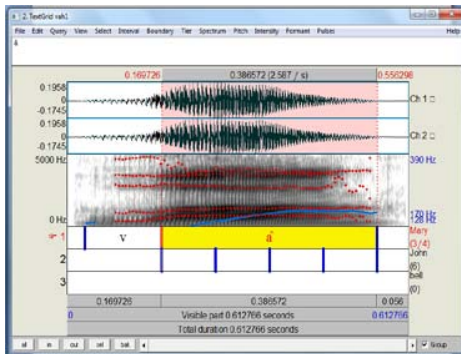 2. TextGrid vah1
File Edit Query View Select Interval Boundary Tier Spectrum Pitch Intensity Formant Pulses Help
0.169726 0.386572 (2.587 / s) 0.556298
0.1958
0
-0.1745
Ch 1
0.1958
0
-0.1745
Ch 2
5000 Hz 390 Hz
0 Hz
1 v Mary
(3/4)
2 John
(6)
3 bell
(0)
0.169726 0.386572 0.056
0 Visible part 0.612766 seconds 0.612766
Total duration 0.612766 seconds
all in out sel bak Group